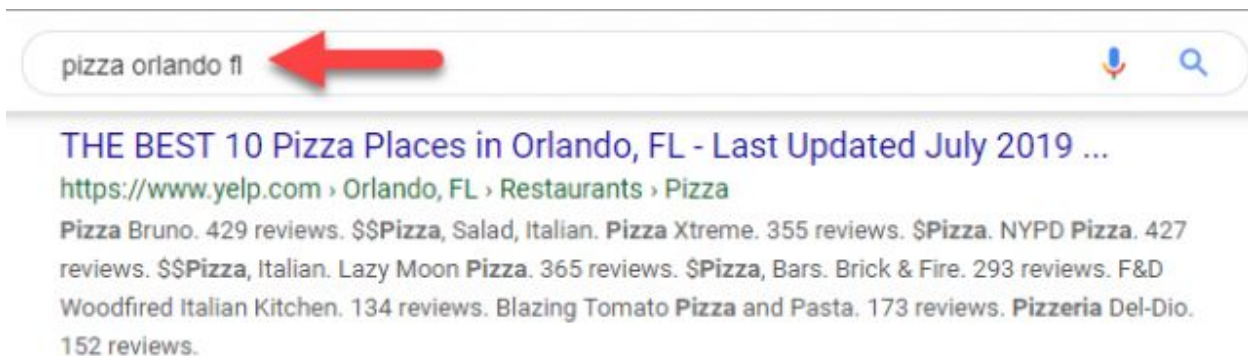 pizza orlando fl
THE BEST 10 Pizza Places in Orlando, FL - Last Updated July 2019 ...
https://www.yelp.com › Orlando, FL › Restaurants › Pizza
Pizza Bruno. 429 reviews. $$Pizza, Salad, Italian. Pizza Xtreme. 355 reviews. $Pizza. NYPD Pizza. 427
reviews. $$Pizza, Italian. Lazy Moon Pizza. 365 reviews. $Pizza, Bars. Brick & Fire. 293 reviews. F&D
Woodfired Italian Kitchen. 134 reviews. Blazing Tomato Pizza and Pasta. 173 reviews. Pizzeria Del-Dio.
152 reviews.